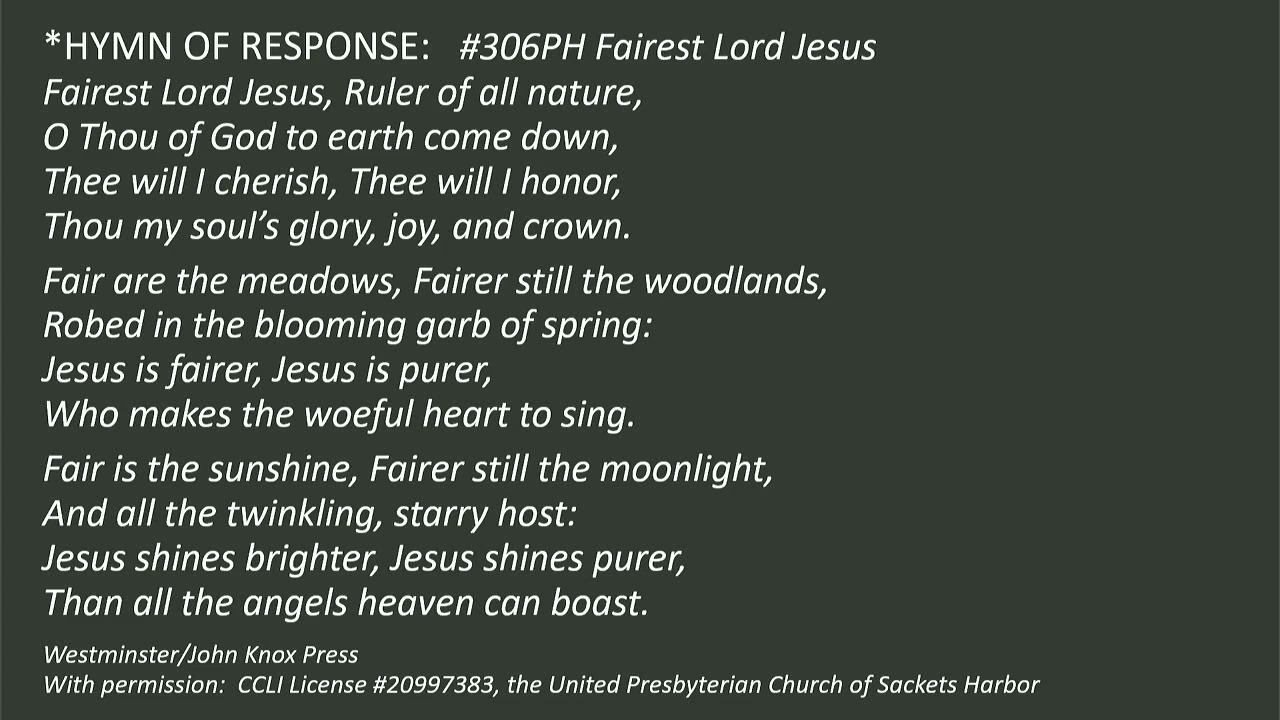 *HYMN OF RESPONSE: #306PH Fairest Lord Jesus
Fairest Lord Jesus, Ruler of all nature,
O Thou of God to earth come down,
Thee will I cherish, Thee will I honor,
Thou my soul’s glory, joy, and crown.
Fair are the meadows, Fairer still the woodlands,
Robed in the blooming garb of spring:
Jesus is fairer, Jesus is purer,
Who makes the woeful heart to sing.
Fair is the sunshine, Fairer still the moonlight,
And all the twinkling, starry host:
Jesus shines brighter, Jesus shines purer,
Than all the angels heaven can boast.
Westminster/John Knox Press
With permission: CCLI License #20997383, the United Presbyterian Church of Sackets Harbor